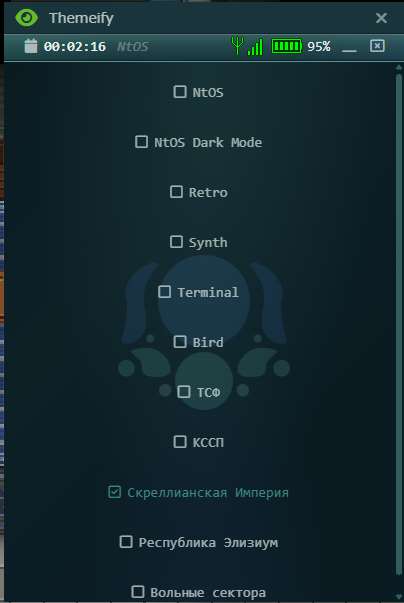 Themeify
00:02:16 NtOS 95%
NtOS
NtOS Dark Mode
Retro
Synth
Terminal
Bird
ТСФ
КССП
Скреллианская Империя
Республика Элизиум
Вольные сектора